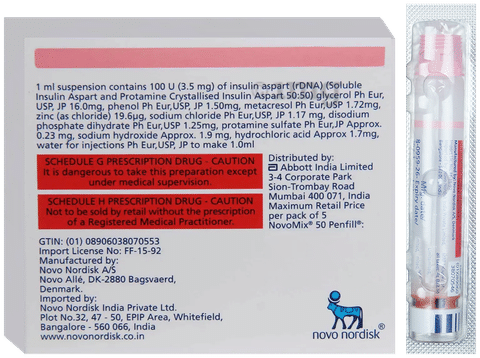 1 ml suspension contains 100 U (3.5 mg) of insulin aspart (rDNA) (Soluble
Insulin Aspart and Protamine Crystallised Insulin Aspart 50:50) glycerol Ph Eur,
USP, JP 16.0mg, phenol Ph Eur,USP, JP 1.50mg, metacresol Ph Eur,USP 1.72mg,
zinc (as chloride) 19.6µg, sodium chloride Ph Eur,USP, JP 1.17 mg, disodium
phosphate dihydrate Ph Eur,USP 1.25mg, protamine sulfate Ph Eur,JP Approx.
0.23 mg, sodium hydroxide Approx. 1.9 mg, hydrochloric acid Approx 1.7mg,
water for injections Ph Eur,USP, JP to make 1.0ml
SCHEDULE G PRESCRIPTION DRUG - CAUTION
It is dangerous to take this preparation except
under medical supervision.
SCHEDULE H PRESCRIPTION DRUG - CAUTION
Not to be sold by retail without the prescription
of a Registered Medical Practitioner.
GTIN: (01) 08906038070553
Import License No: FF-15-92
Manufactured by:
Novo Nordisk A/S
Novo Allé, DK-2880 Bagsvaerd,
Denmark.
Imported by:
Novo Nordisk India Private Ltd.
Plot No.32, 47 - 50, EPIP Area, Whitefield,
Bangalore - 560 066, India
www.novonordisk.co.in
Distributed by:
Abbott India Limited
3-4 Corporate Park
Sion-Trombay Road
Mumbai 400 071, India
Maximum Retail Price
per pack of 5
NovoMix® 50 Penfill®:
novo nordisk®